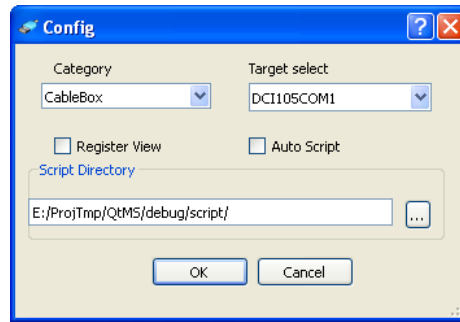 Config
Category Target select
CableBox DCI105COM1
Register View Auto Script
Script Directory
E:/ProjTmp/QtMS/debug/script/ ...
OK Cancel